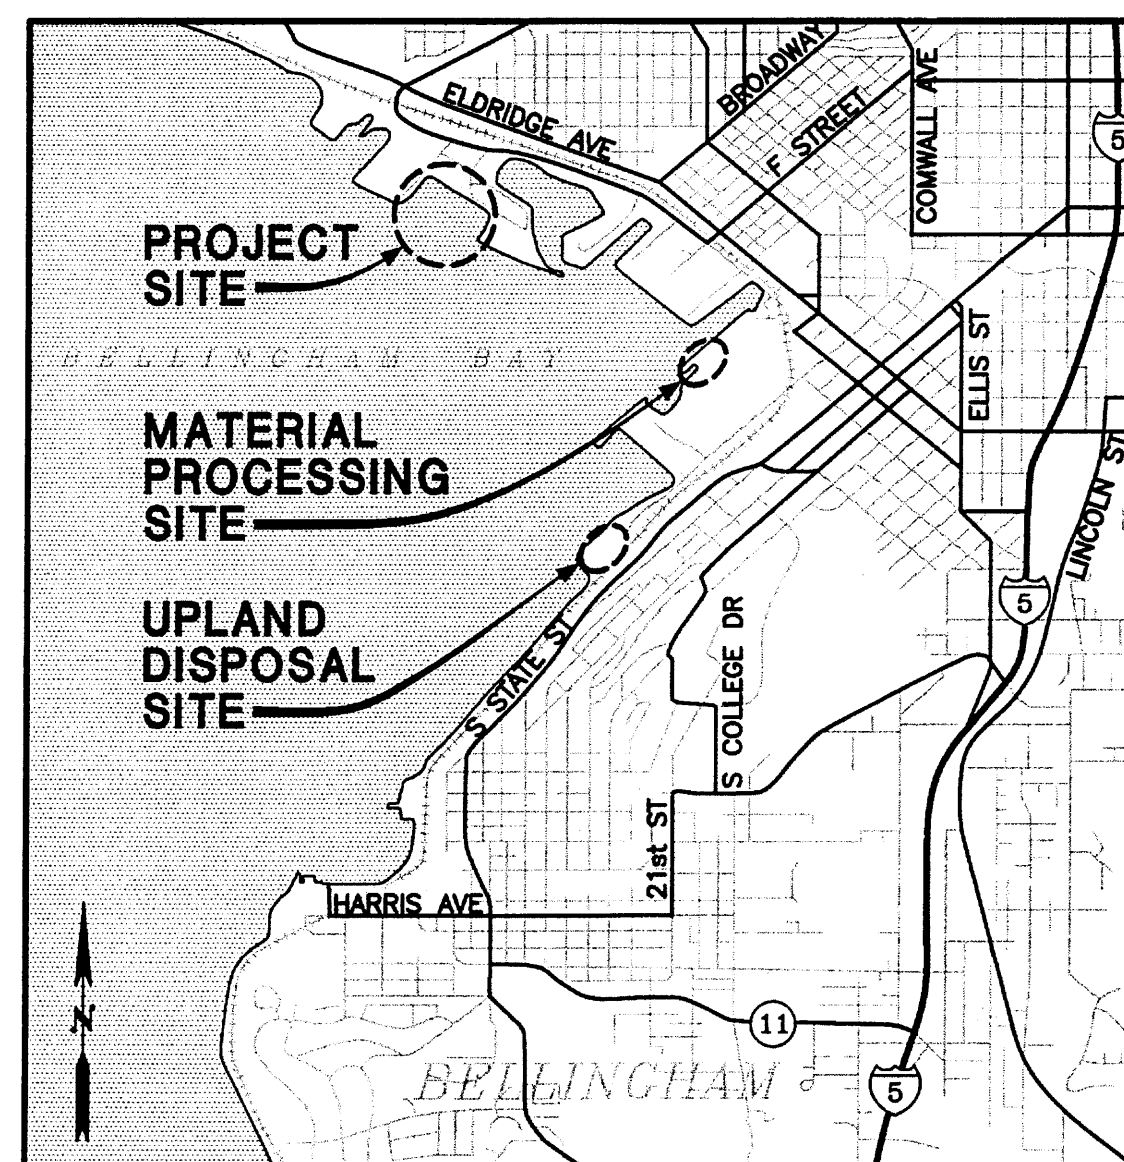 BROADWAY
ELDRIDGE AVE
F STREET
COMWALL AVE
5
PROJECT
SITE
BELLINGHAM BAY
ELLIS ST
MATERIAL
PROCESSING
SITE
LINCOLN ST
5
UPLAND
DISPOSAL
SITE
S STATE ST
S COLLEGE DR
21st ST
HARRIS AVE
N
11
BELLINGHAM
5